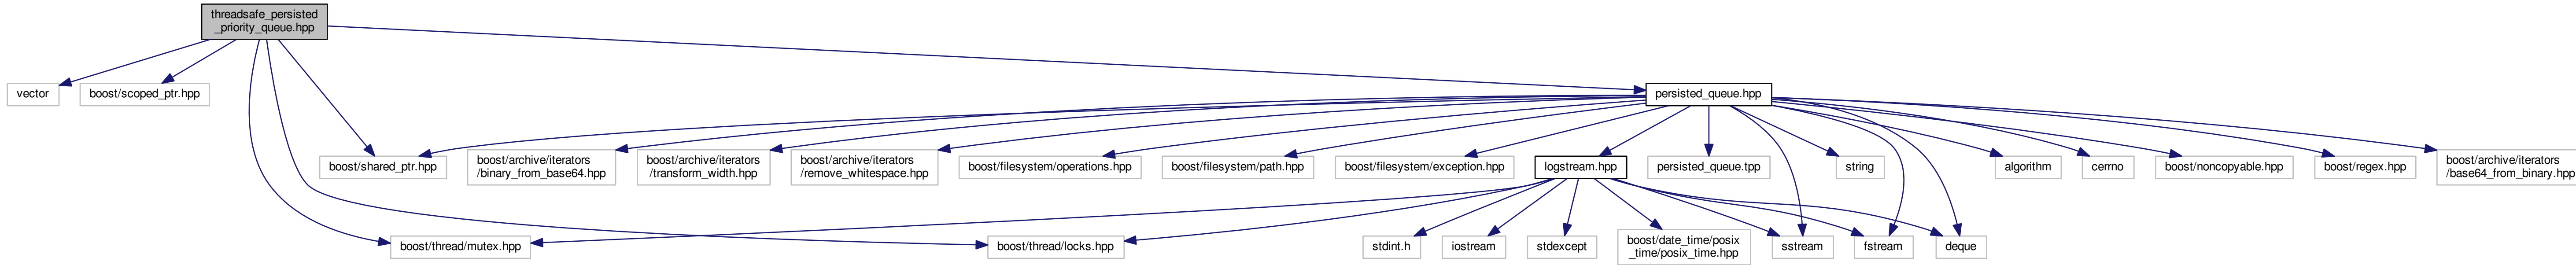 threadsafe_persisted
_priority_queue.hpp
vector
boost/scoped_ptr.hpp
persisted_queue.hpp
boost/shared_ptr.hpp
boost/archive/iterators
/binary_from_base64.hpp
boost/archive/iterators
/transform_width.hpp
boost/archive/iterators
/remove_whitespace.hpp
boost/filesystem/operations.hpp
boost/filesystem/path.hpp
boost/filesystem/exception.hpp
logstream.hpp
persisted_queue.tpp
string
algorithm
cerrno
boost/noncopyable.hpp
boost/regex.hpp
boost/archive/iterators
/base64_from_binary.hpp
boost/thread/mutex.hpp
boost/thread/locks.hpp
stdint.h
iostream
stdexcept
boost/date_time/posix
_time/posix_time.hpp
sstream
fstream
deque